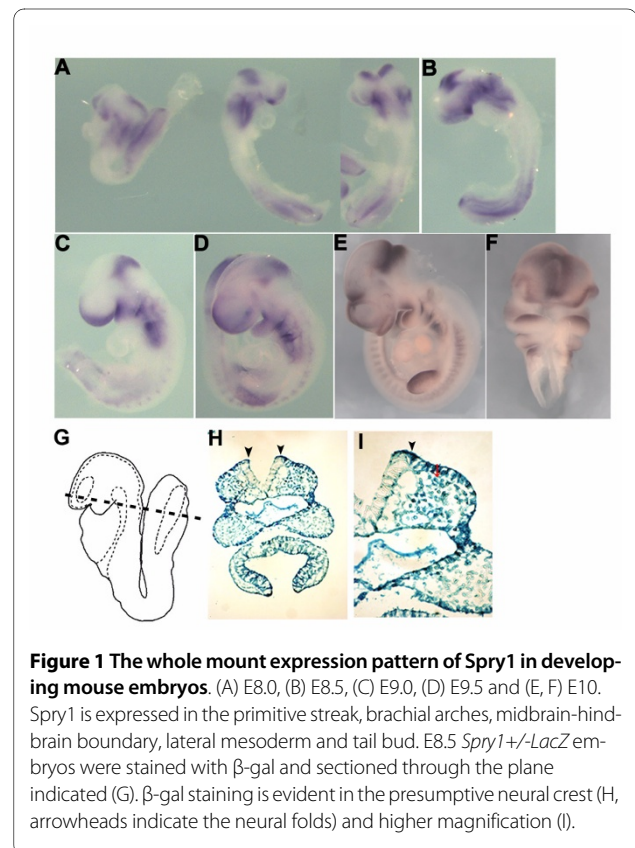 A
B
C
D
E
F
G
H
I
Figure 1 The whole mount expression pattern of Spry1 in develop-
ing mouse embryos. (A) E8.0, (B) E8.5, (C) E9.0, (D) E9.5 and (E, F) E10.
Spry1 is expressed in the primitive streak, brachial arches, midbrain-hind-
brain boundary, lateral mesoderm and tail bud. E8.5 Spry1+/-LacZ em-
bryos were stained with β-gal and sectioned through the plane
indicated (G). β-gal staining is evident in the presumptive neural crest (H,
arrowheads indicate the neural folds) and higher magnification (I).